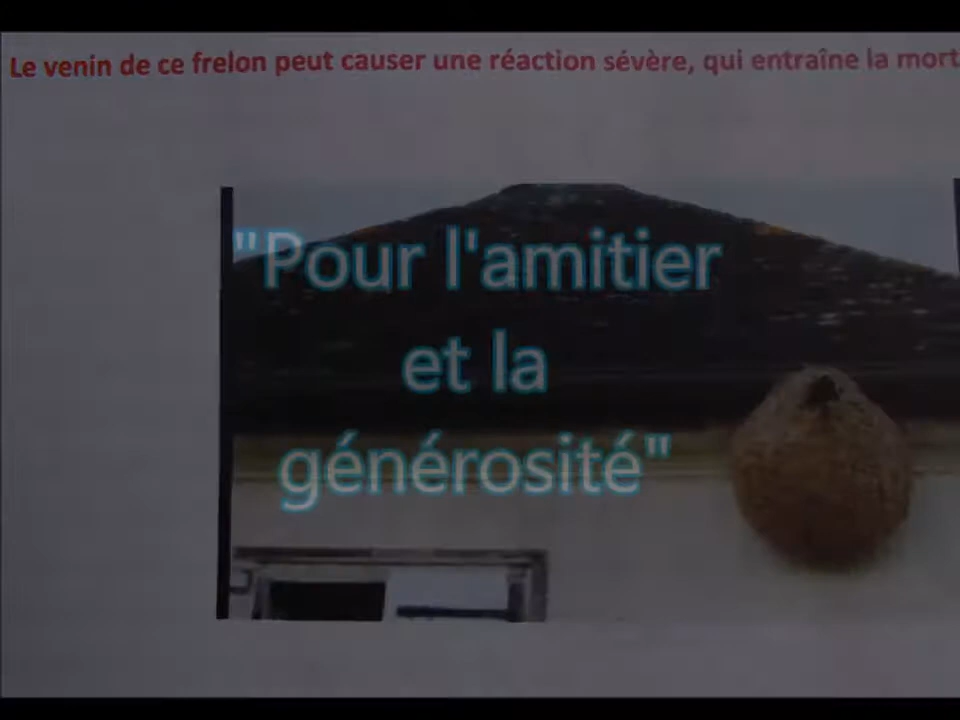 Le venin de ce frelon peut causer une réaction sévère, qui entraîne la mort
"Pour l'amitier
et la
générosité"